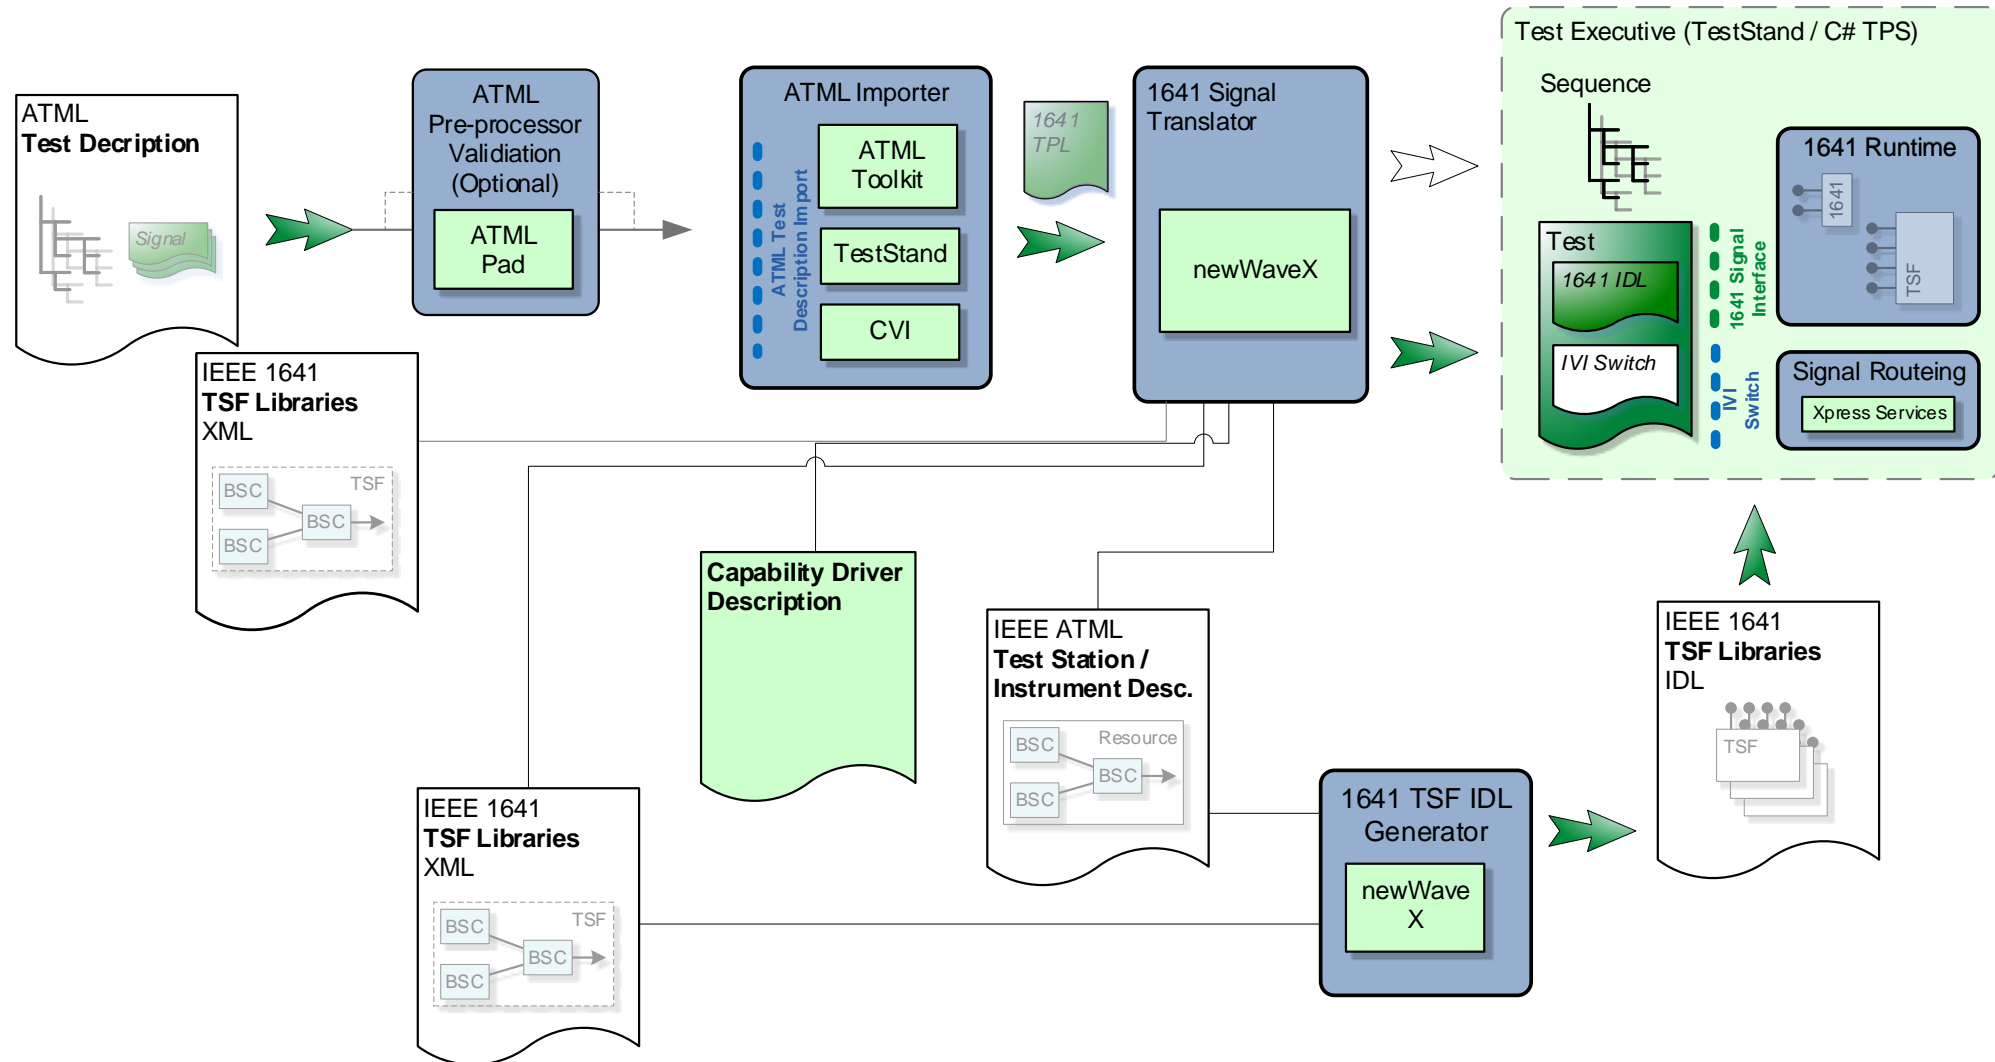 ATML
Test Decription
Signal
ATML
Pre-processor
Validiation
(Optional)
ATML
Pad
ATML Importer
ATML Test
Description Import
ATML
Toolkit
TestStand
CVI
1641
TPL
1641 Signal
Translator
newWaveX
Test Executive (TestStand / C# TPS)
Sequence
Test
1641 IDL
IVI Switch
1641 Signal
Interface
IVI
Switch
1641 Runtime
1641
TSF
Signal Routeing
Xpress Services
IEEE 1641
TSF Libraries
XML
TSF
BSC
BSC
BSC
Capability Driver
Description
IEEE ATML
Test Station /
Instrument Desc.
Resource
BSC
BSC
BSC
IEEE 1641
TSF Libraries
IDL
TSF
IEEE 1641
TSF Libraries
XML
TSF
BSC
BSC
BSC
1641 TSF IDL
Generator
newWave
X